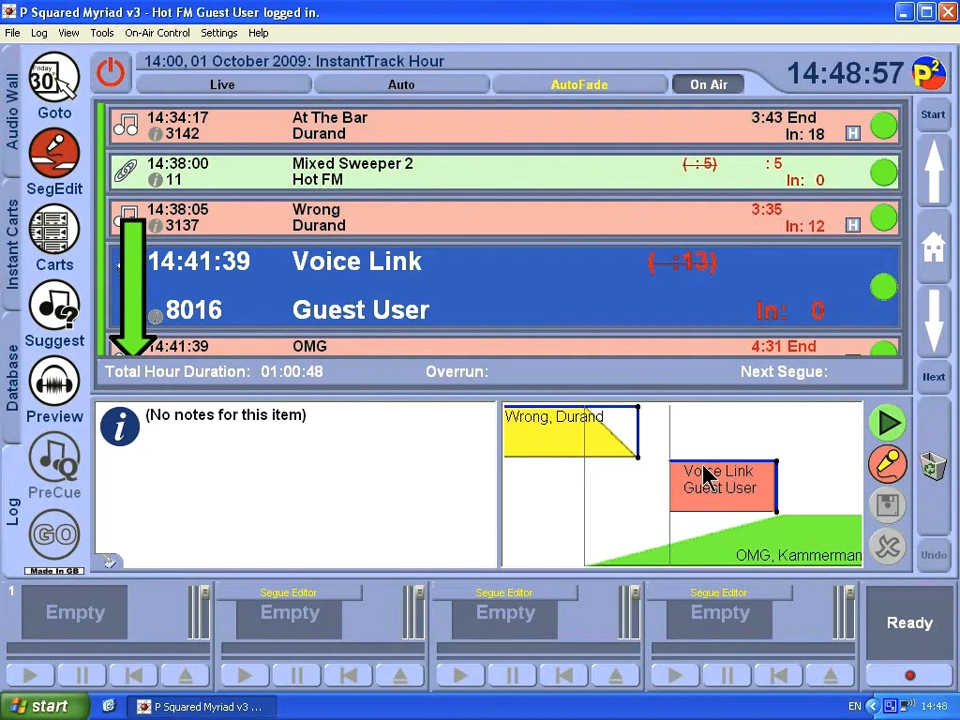 P Squared Myriad v3 - Hot FM Guest User logged in.
File Log View Tools On-Air Control Settings Help
Audio Wall
Instant Carts
Database
Log
Friday
30
Goto
SegEdit
Carts
Suggest
Preview
PreCue
GO
Made in GB
14:00, 01 October 2009: InstantTrack Hour
14:48:57
P2
Live
Auto
AutoFade
On Air
14:34:17 At The Bar 3:43 End
3142 Durand In: 18 H
14:38:00 Mixed Sweeper 2 ( :5) :5
11 Hot FM In: 0
14:38:05 Wrong 3:35
3137 Durand In: 12 H
14:41:39 Voice Link ( :13)
8016 Guest User In: 0
14:41:39 OMG 4:31 End
Total Hour Duration: 01:00:48 Overrun: Next Segue:
Start
Next
Undo
(No notes for this item)
Wrong, Durand
Voice Link
Guest User
OMG, Kammerman
1
Empty
Segue Editor
Empty
Segue Editor
Empty
Segue Editor
Empty
Ready
start
P Squared Myriad v3 ...
EN
14:48